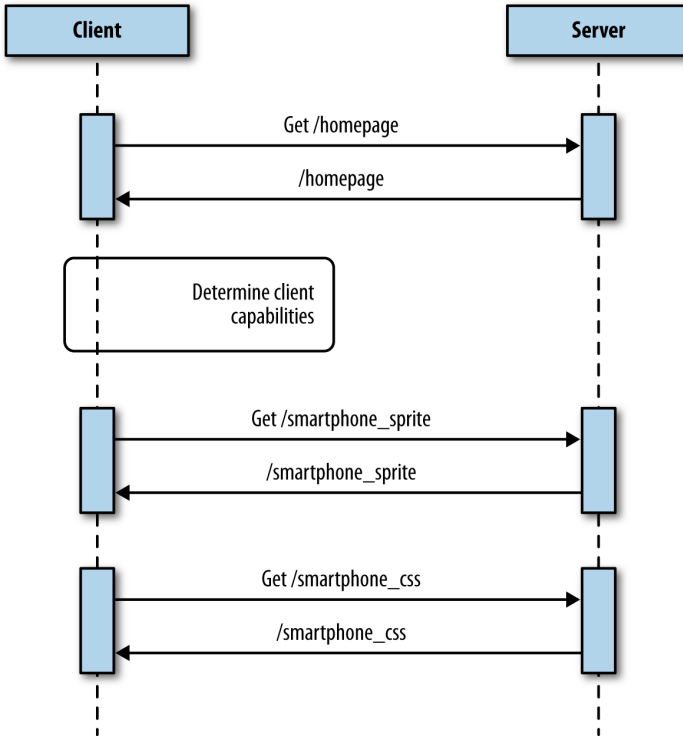 Client
Server
Get /homepage
/homepage
Determine client
capabilities
Get /smartphone_sprite
/smartphone_sprite
Get /smartphone_css
/smartphone_css